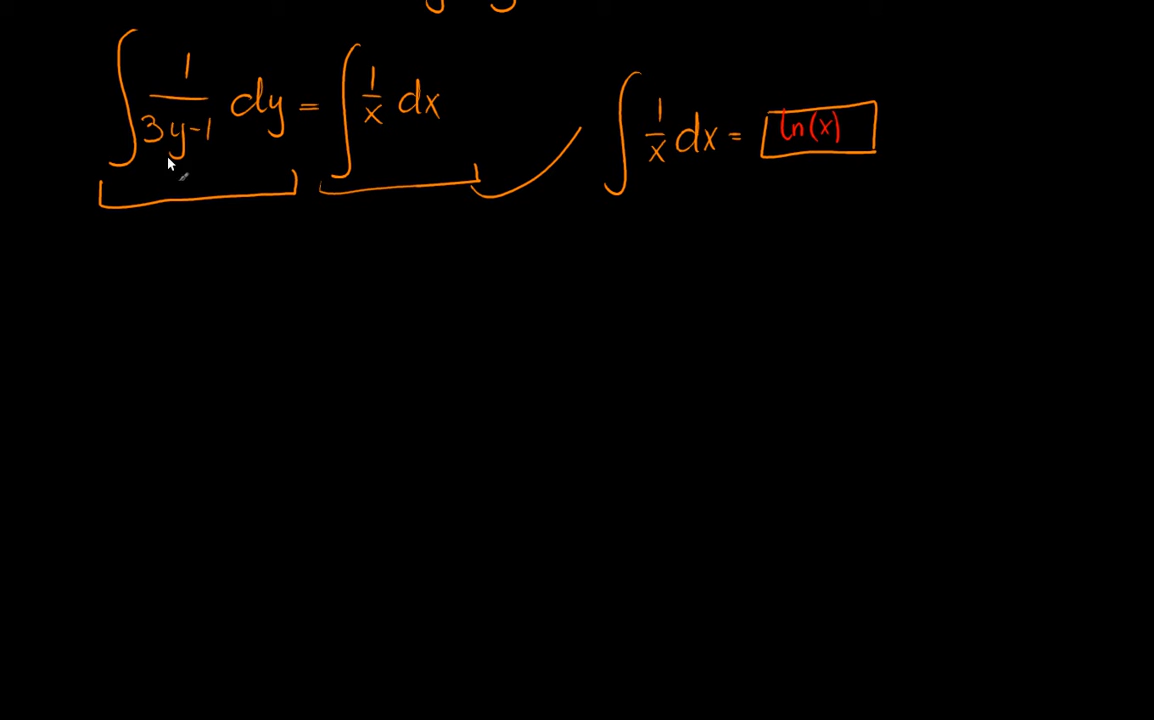 ∫ 1/(3y-1) dy = ∫ 1/x dx
∫ 1/x dx = ln(x)